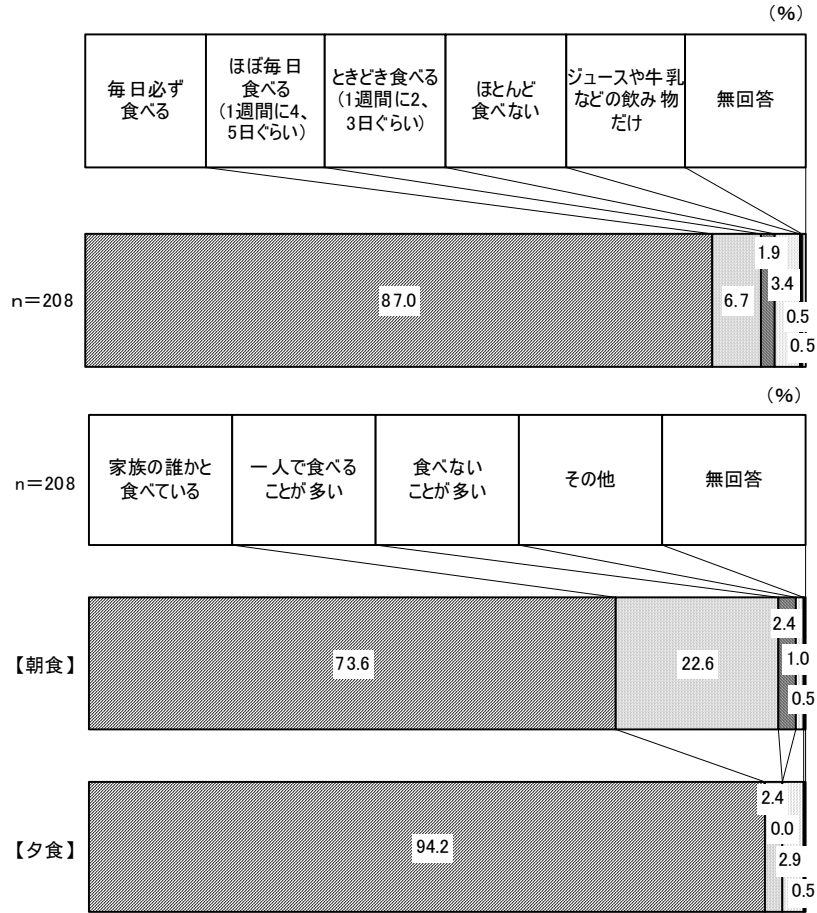 (%)
毎日必ず
食べる
ほぼ毎日
食べる
(1週間に4、
5日ぐらい)
ときどき食べる
(1週間に2、
3日ぐらい)
ほとんど
食べない
ジュースや牛乳
などの飲み物
だけ
無回答
n=208
87.0
6.7
1.9
3.4
0.5
0.5
(%)
n=208
家族の誰かと
食べている
一人で食べる
ことが多い
食べない
ことが多い
その他
無回答
【朝食】
73.6
22.6
2.4
1.0
0.5
【夕食】
94.2
2.4
0.0
2.9
0.5